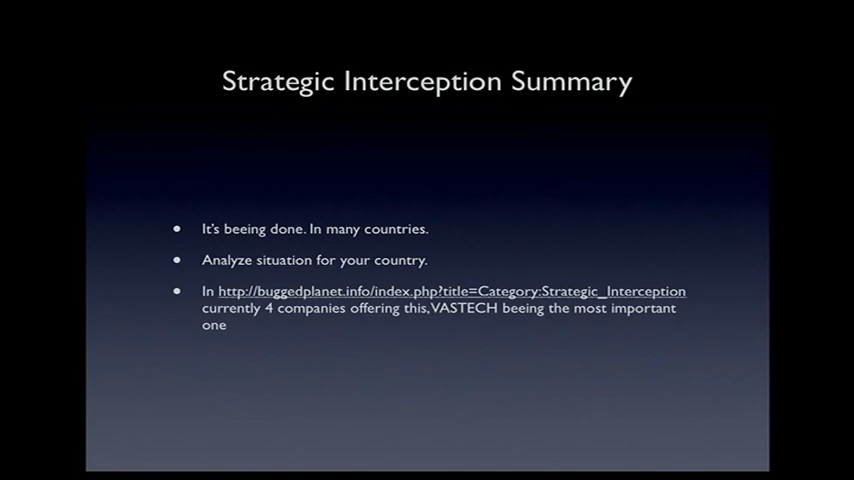 Strategic Interception Summary
• It's beeing done. In many countries.
• Analyze situation for your country.
• In http://buggedplanet.info/index.php?title=Category:Strategic_Interception
currently 4 companies offering this, VASTECH beeing the most important
one